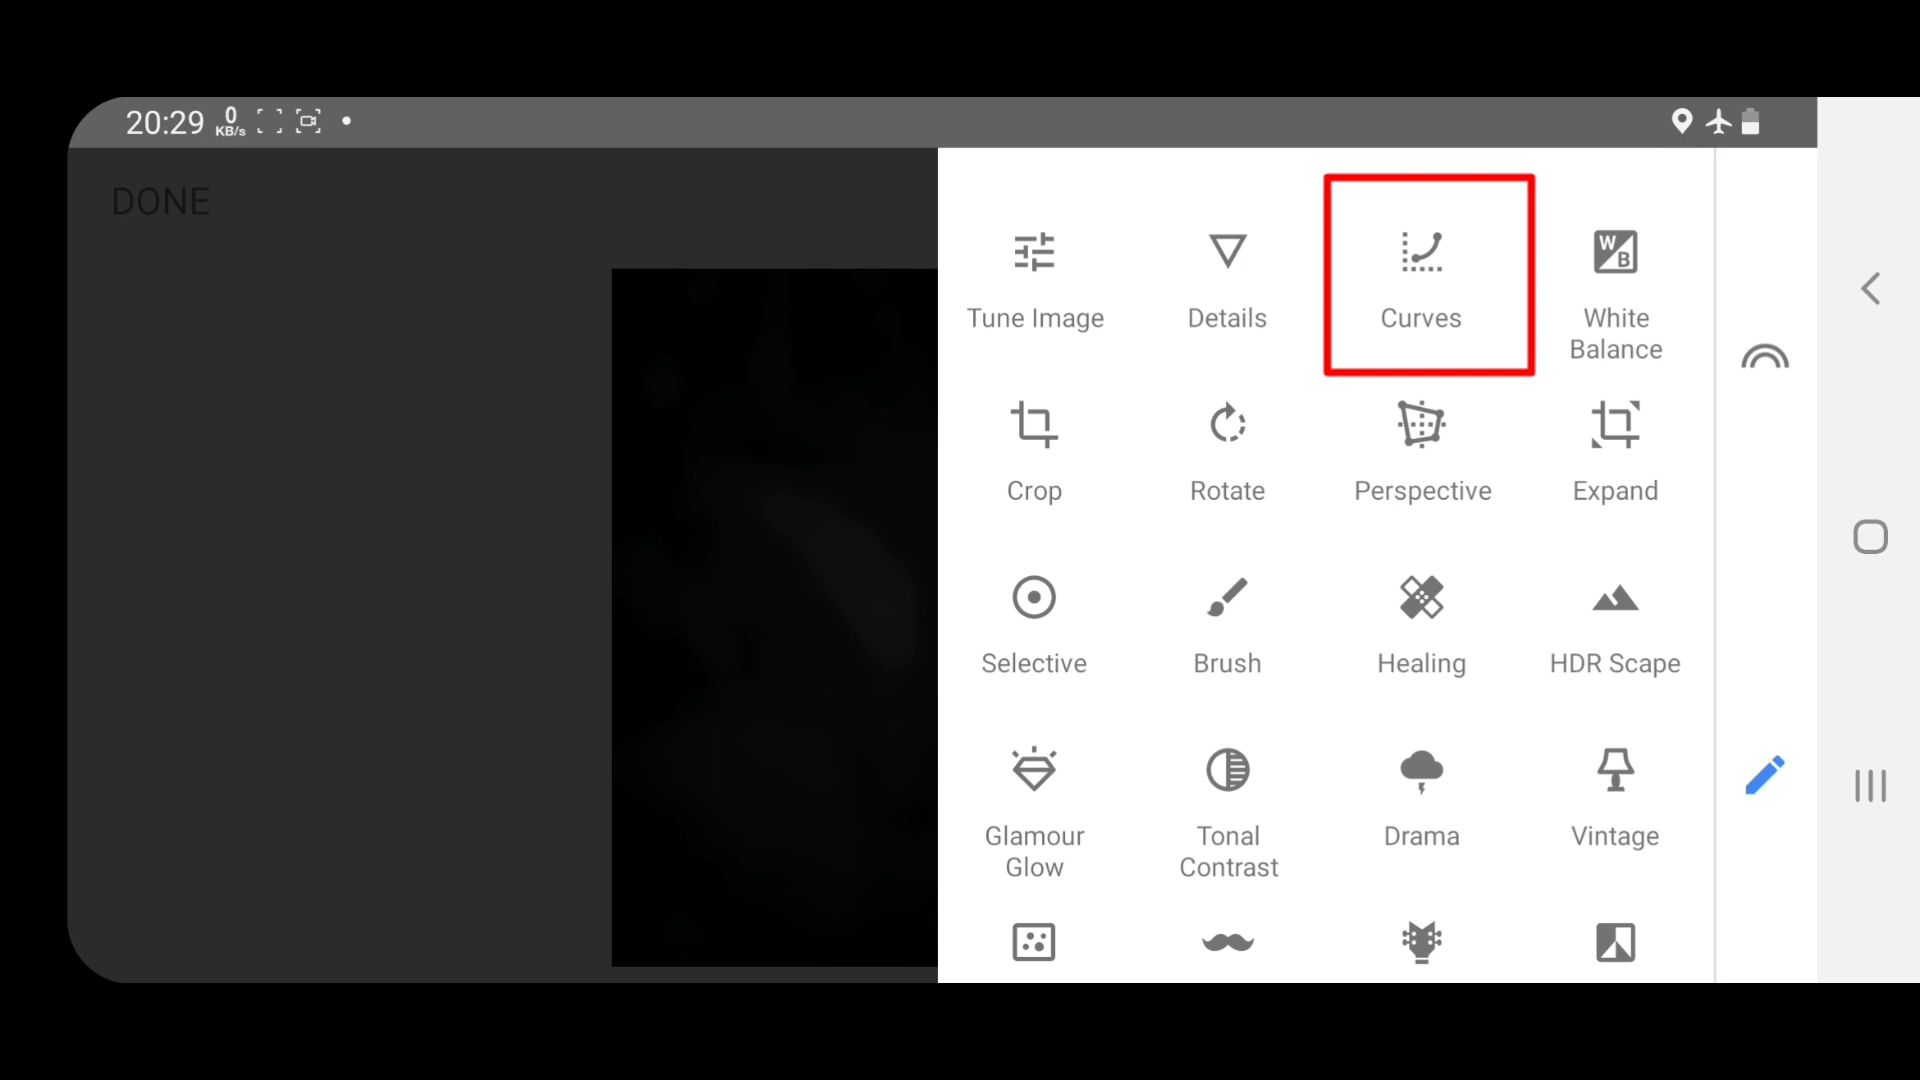 20:29 0 KB/s
DONE
Tune Image
Details
Curves
W B
White
Balance
Crop
Rotate
Perspective
Expand
Selective
Brush
Healing
HDR Scape
Glamour
Glow
Tonal
Contrast
Drama
Vintage